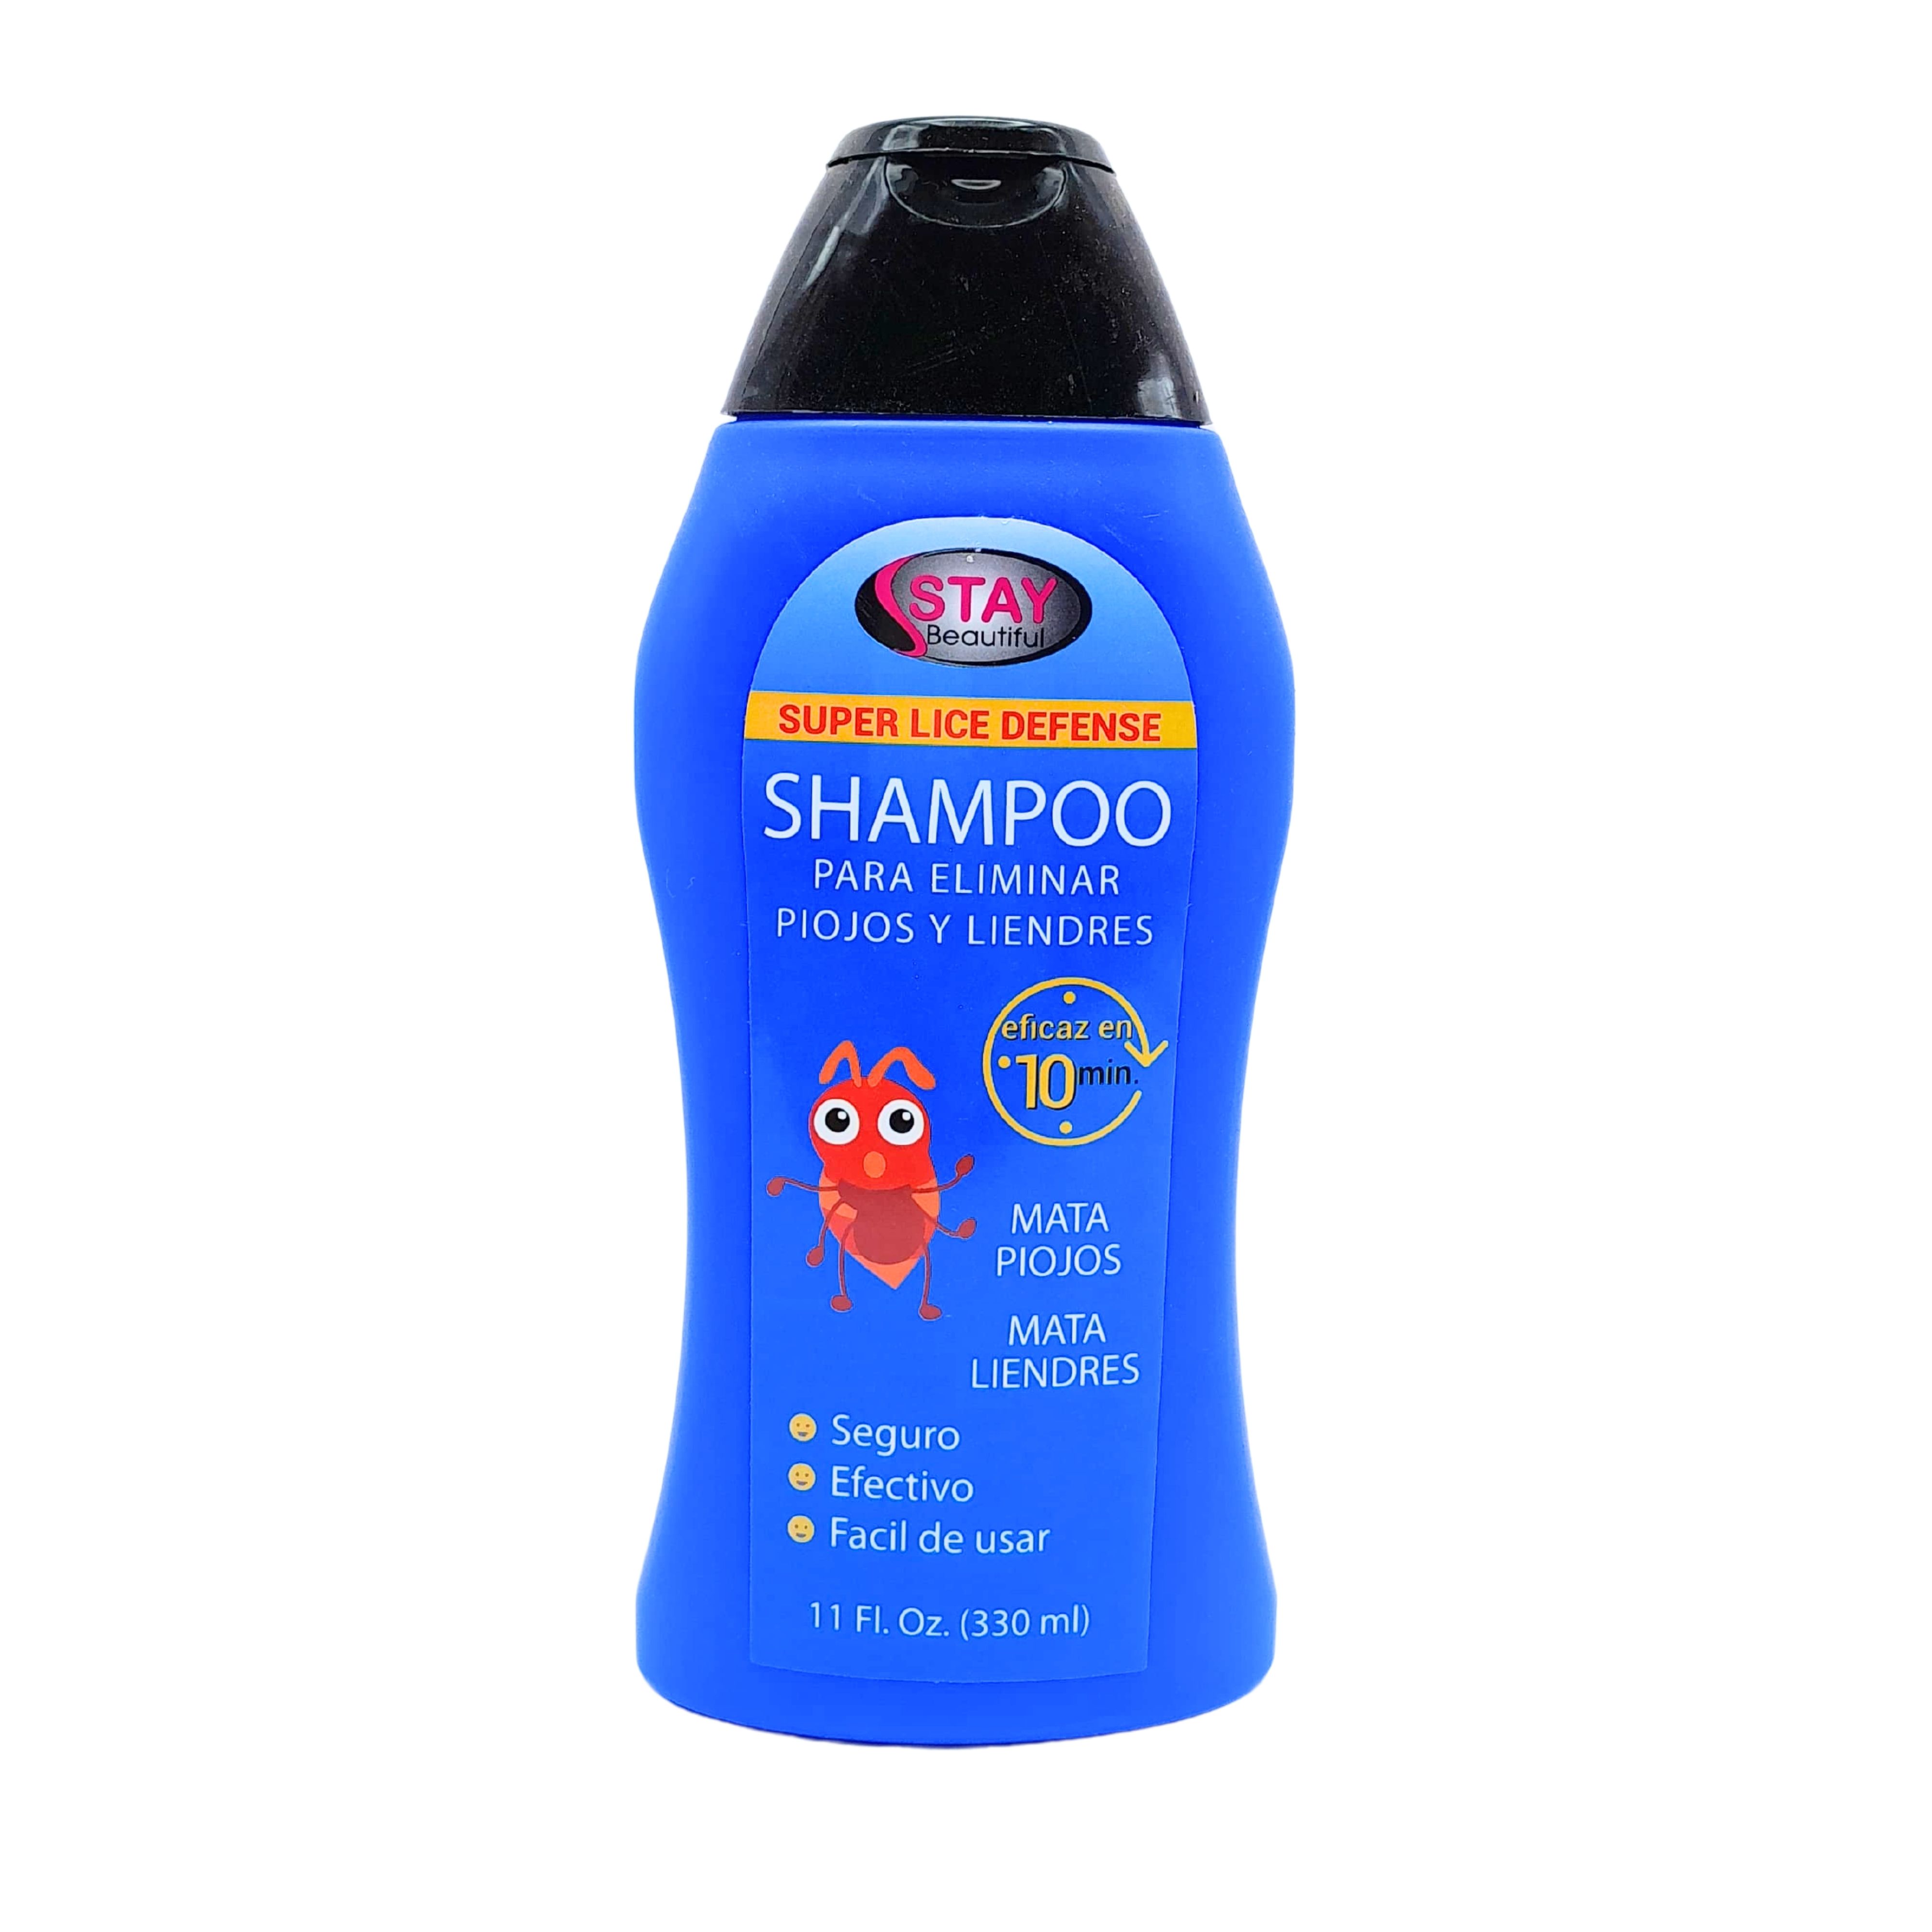 STAY
Beautiful
SUPER LICE DEFENSE
SHAMPOO
PARA ELIMINAR
PIOJOS Y LIENDRES
eficaz en
10 min.
MATA
PIOJOS
MATA
LIENDRES
Seguro
Efectivo
Facil de usar
11 Fl. Oz. (330 ml)